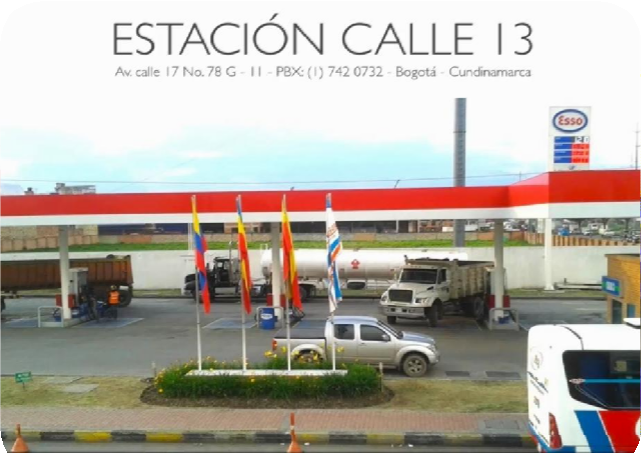 ESTACIÓN CALLE 13
Av. calle 17 No. 78 G - 11 - PBX: (1) 742 0732 - Bogotá - Cundinamarca
Esso